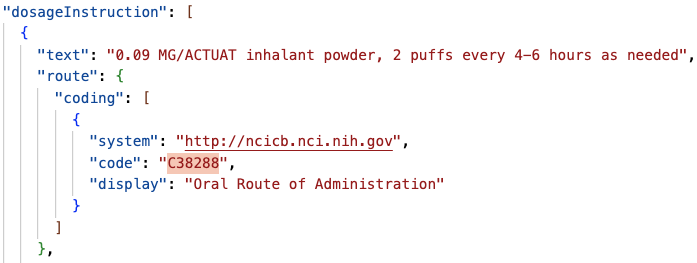 "dosageInstruction": [
{
"text": "0.09 MG/ACTUAT inhalant powder, 2 puffs every 4-6 hours as needed",
"route": {
"coding": [
{
"system": "http://ncicb.nci.nih.gov",
"code": "C38288",
"display": "Oral Route of Administration"
}
]
},